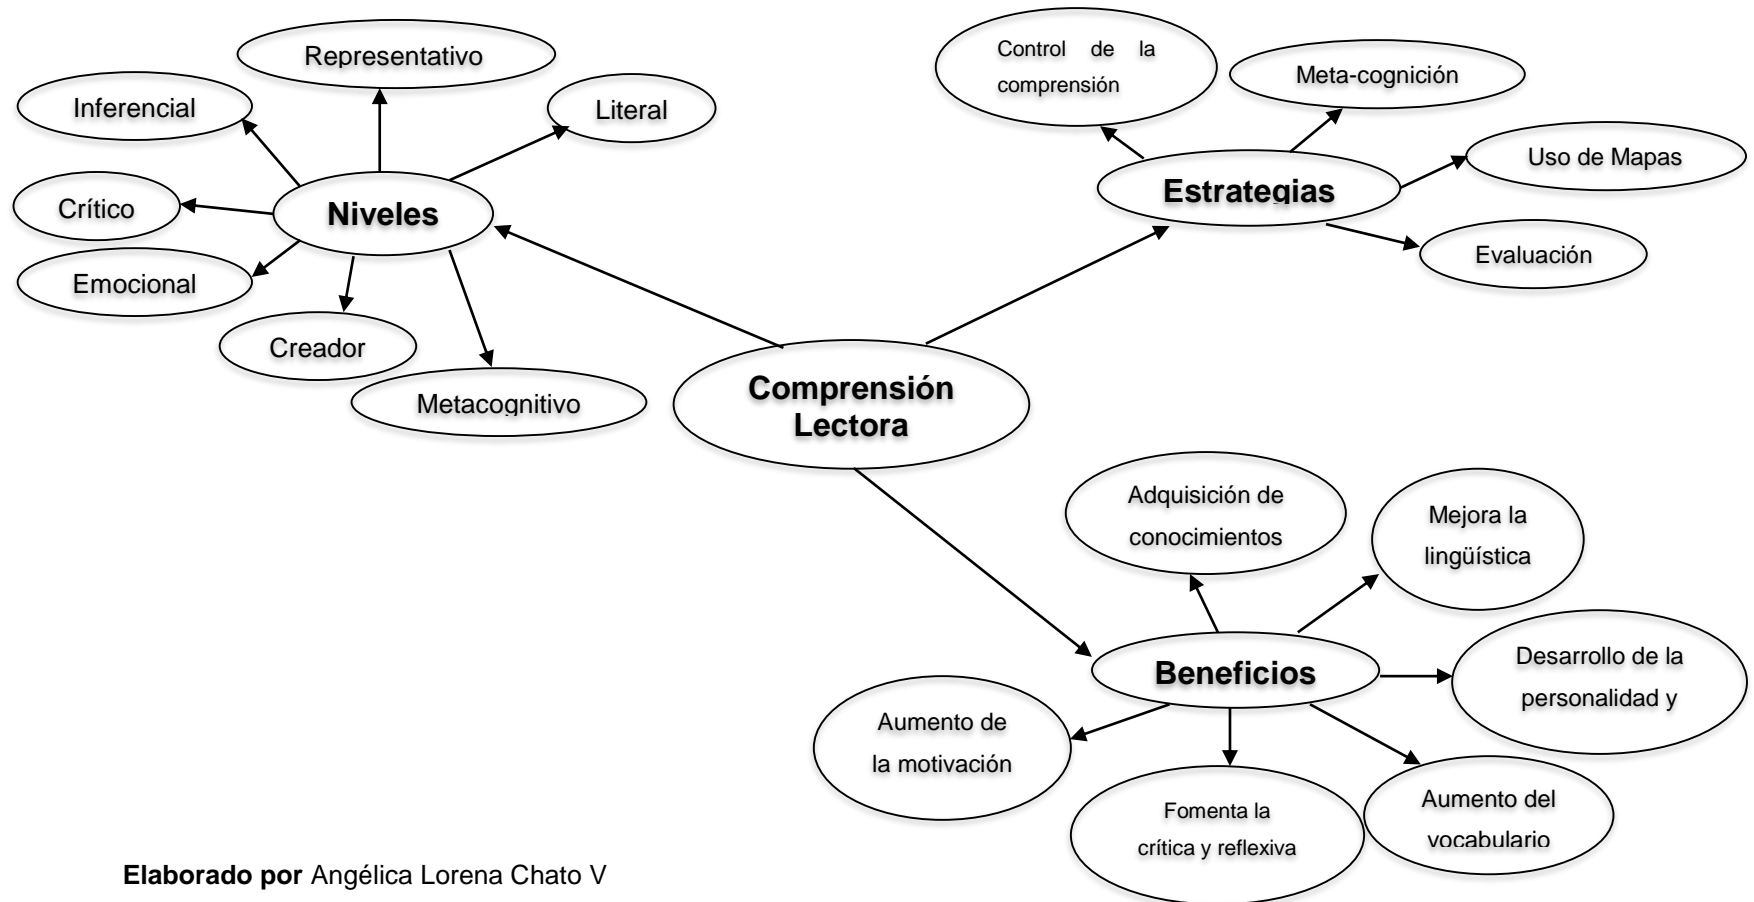 Representativo
Inferencial
Literal
Crítico
Niveles
Emocional
Creador
Metacognitivo
Control de la
comprensión
Meta-cognición
Uso de Mapas
Estrategias
Evaluación
Comprensión
Lectora
Adquisición de
conocimientos
Mejora la
lingüística
Beneficios
Desarrollo de la
personalidad y
Aumento de
la motivación
Fomenta la
crítica y reflexiva
Aumento del
vocabulario
Elaborado por Angélica Lorena Chato V